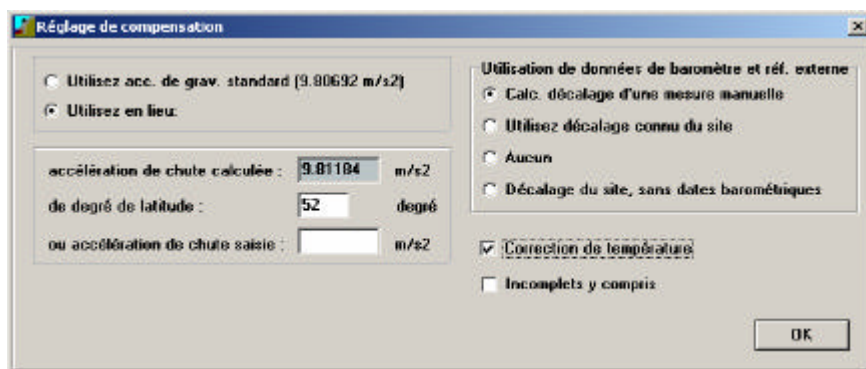 Réglage de compensation
Utilisez acc. de grav. standard (9.80692 m/s2)
Utilisez en lieu:
accélération de chute calculée : 9.81184 m/s2
de degré de latitude : 52 degré
ou accélération de chute saisie : m/s2
Utilisation de données de baromètre et réf. externe
Calc. décalage d'une mesure manuelle
Utilisez décalage connu du site
Aucun
Décalage du site, sans dates barométriques
Correction de température
Incomplets y compris
OK